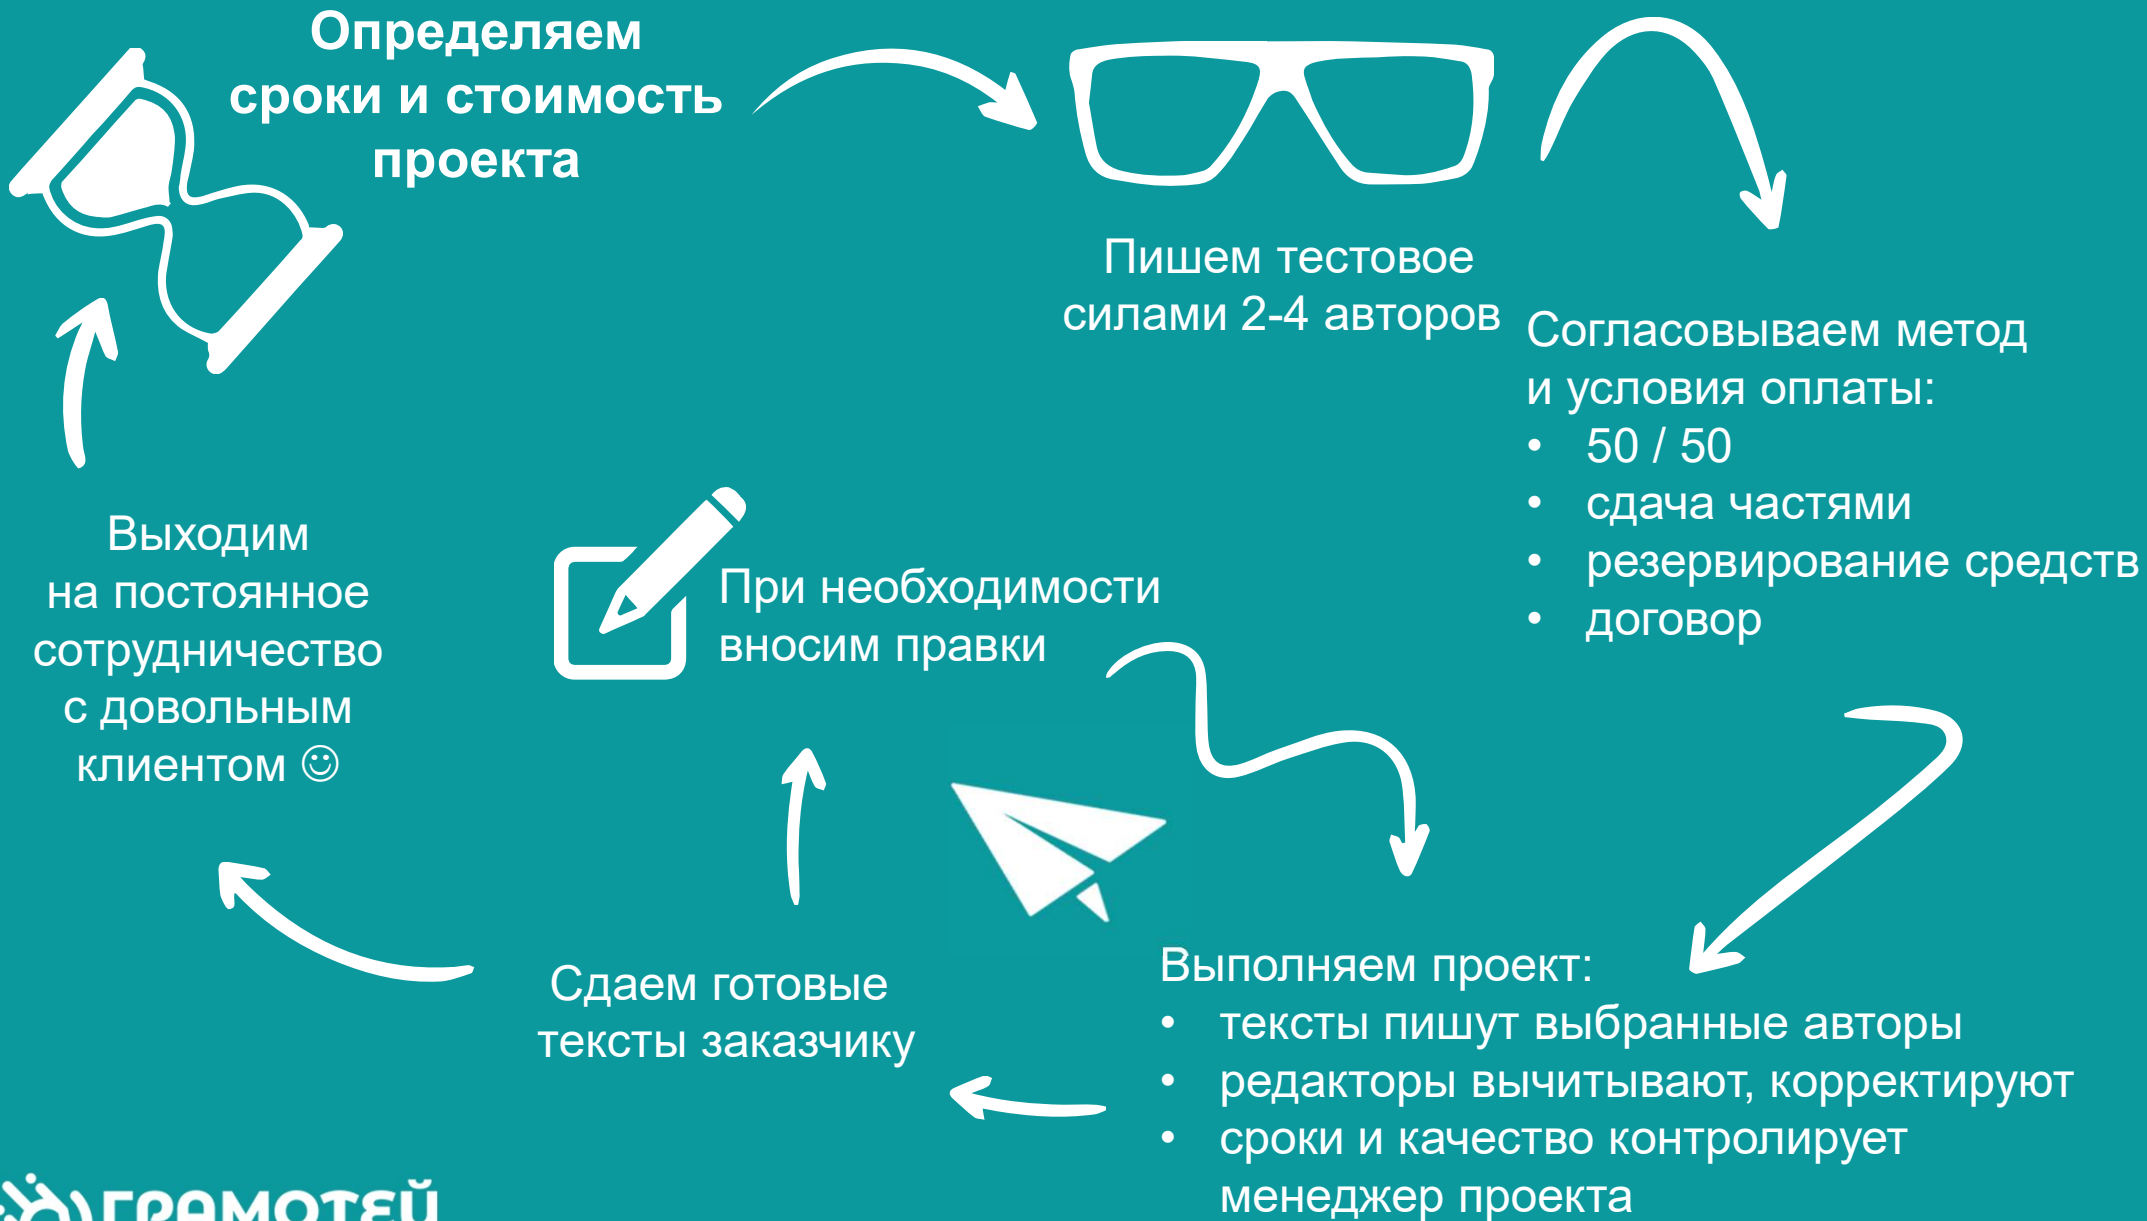 Определяем
сроки и стоимость
проекта
Пишем тестовое
силами 2-4 авторов
Согласовываем метод
и условия оплаты:
• 50 / 50
• сдача частями
• резервирование средств
• договор
Выполняем проект:
• тексты пишут выбранные авторы
• редакторы вычитывают, корректируют
• сроки и качество контролирует
менеджер проекта
Сдаем готовые
тексты заказчику
При необходимости
вносим правки
Выходим
на постоянное
сотрудничество
с довольным
клиентом ☺
ГРАМОТЕЙ